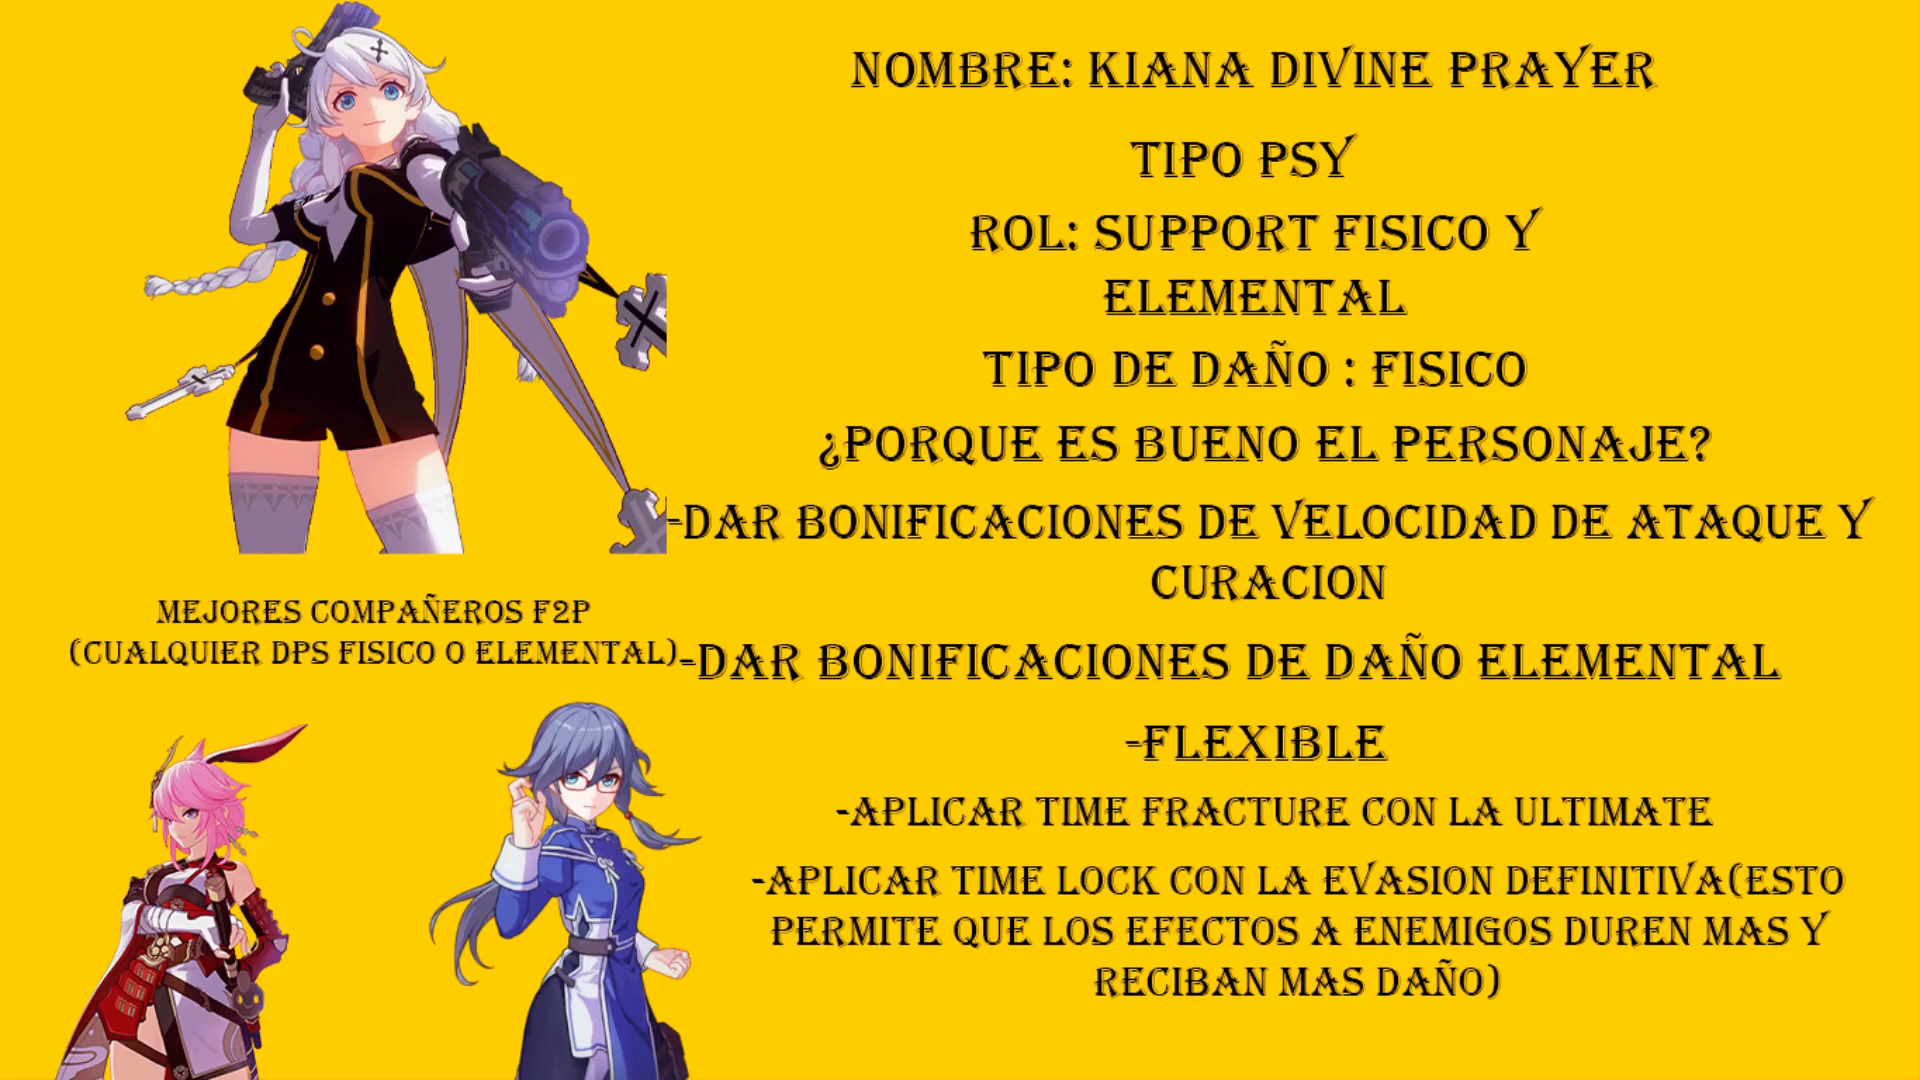 NOMBRE: KIANA DIVINE PRAYER
TIPO PSY
ROL: SUPPORT FISICO Y
ELEMENTAL
TIPO DE DAÑO : FISICO
¿PORQUE ES BUENO EL PERSONAJE?
-DAR BONIFICACIONES DE VELOCIDAD DE ATAQUE Y
CURACION
-DAR BONIFICACIONES DE DAÑO ELEMENTAL
-FLEXIBLE
-APLICAR TIME FRACTURE CON LA ULTIMATE
-APLICAR TIME LOCK CON LA EVASION DEFINITIVA(ESTO
PERMITE QUE LOS EFECTOS A ENEMIGOS DUREN MAS Y
RECIBAN MAS DAÑO)
MEJORES COMPAÑEROS F2P
(CUALQUIER DPS FISICO O ELEMENTAL)